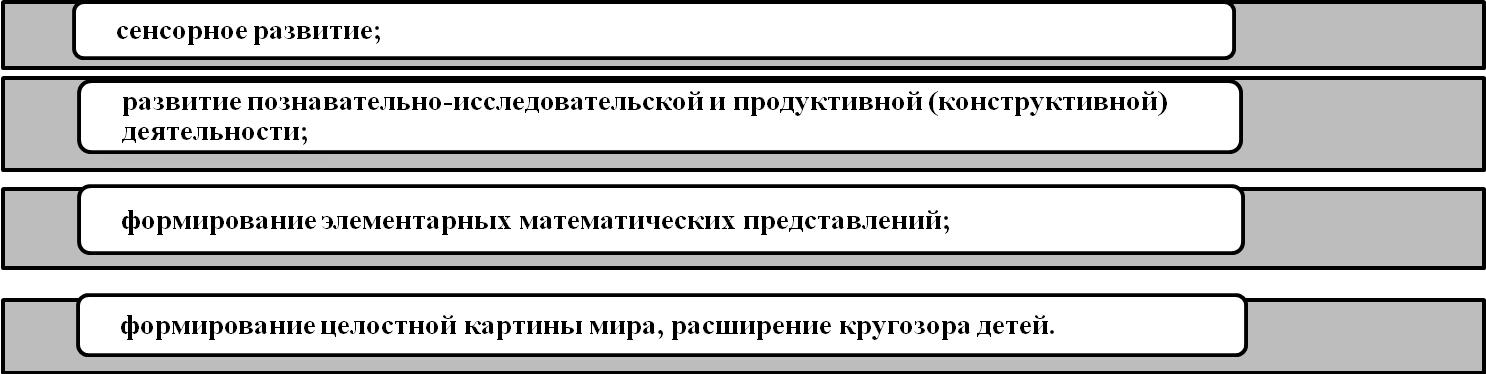 сенсорное развитие;
развитие познавательно-исследовательской и продуктивной (конструктивной)
деятельности;
формирование элементарных математических представлений;
формирование целостной картины мира, расширение кругозора детей.